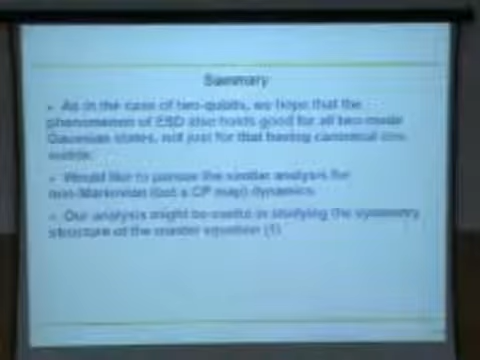 Summary
As in the case of two-qubits, we hope that the
phenomenon of ESD also holds good for all two-mode
Gaussian states, not just for that having canonical
matrix.
Would like to pursue the similar analysis for
non-Markovian (but a CP map) dynamics.
Our analysis might be useful in studying the symmetry
structure of the master equation (1)